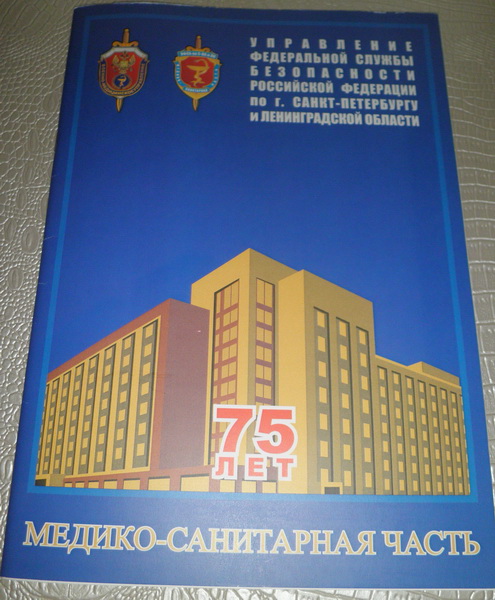 УПРАВЛЕНИЕ
ФЕДЕРАЛЬНОЙ СЛУЖБЫ
БЕЗОПАСНОСТИ
РОССИЙСКОЙ ФЕДЕРАЦИИ
по г. САНКТ-ПЕТЕРБУРГУ
и ЛЕНИНГРАДСКОЙ ОБЛАСТИ
75
ЛЕТ
МЕДИКО-САНИТАРНАЯ ЧАСТЬ